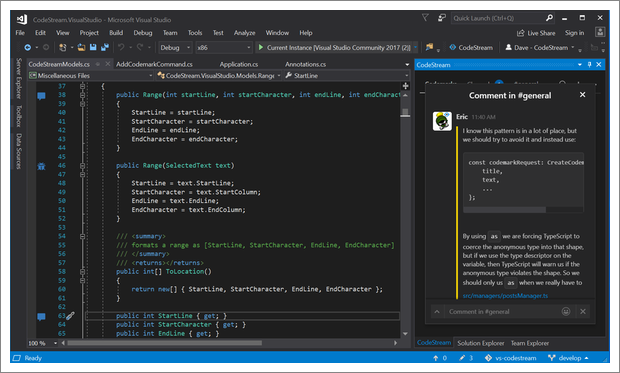 CodeStream.VisualStudio - Microsoft Visual Studio
Quick Launch (Ctrl+Q)
File Edit View Project Build Debug Team Tools Test Analyze Window Help
Live Share
Sign in
Debug
x86
Current Instance (Visual Studio Community 2017 (2))
CodeStream
Dave - CodeStream
Server Explorer
Toolbox
Data Sources
CodeStreamModels.cs
AddCodemarkCommand.cs
Application.cs
Annotations.cs
Miscellaneous Files
CodeStream.VisualStudio.Models.Range
StartLine
37 {
38 public Range(int startLine, int startCharacter, int endLine, int endCharact
39 {
40 StartLine = startLine;
41 StartCharacter = startCharacter;
42 EndLine = endLine;
43 EndCharacter = endCharacter;
44 }
45
46 public Range(SelectedText text)
47 {
48 StartLine = text.StartLine;
49 StartCharacter = text.StartColumn;
50 EndLine = text.EndLine;
51 EndCharacter = text.EndColumn;
52 }
53
54 /// <summary>
55 /// formats a range as [StartLine, StartCharacter, EndLine, EndCharacter]
56 /// </summary>
57 /// <returns></returns>
58 public int[] ToLocation()
59 {
60 return new[] { StartLine, StartCharacter, EndLine, EndCharacter };
61 }
62
63 public int StartLine { get; }
64 public int StartCharacter { get; }
65 public int EndLine { get; }
100 %
CodeStream
Comment in #general
Eric 11:40 AM
I know this pattern is in a lot of place, but
we should try to avoid it and instead use:
const codemarkRequest: CreateCodem
title,
text,
...
};
By using as we are forcing TypeScript to
coerce the anonymous type into that shape,
but if we use the type descriptor on the
variable, then TypeScript will warn us if the
anonymous type violates the shape. So we
should only us as when we really have to
src/managers/postsManager.ts
Comment in #general
CodeStream Solution Explorer Team Explorer
Ready
0
3
vs-codestream
develop